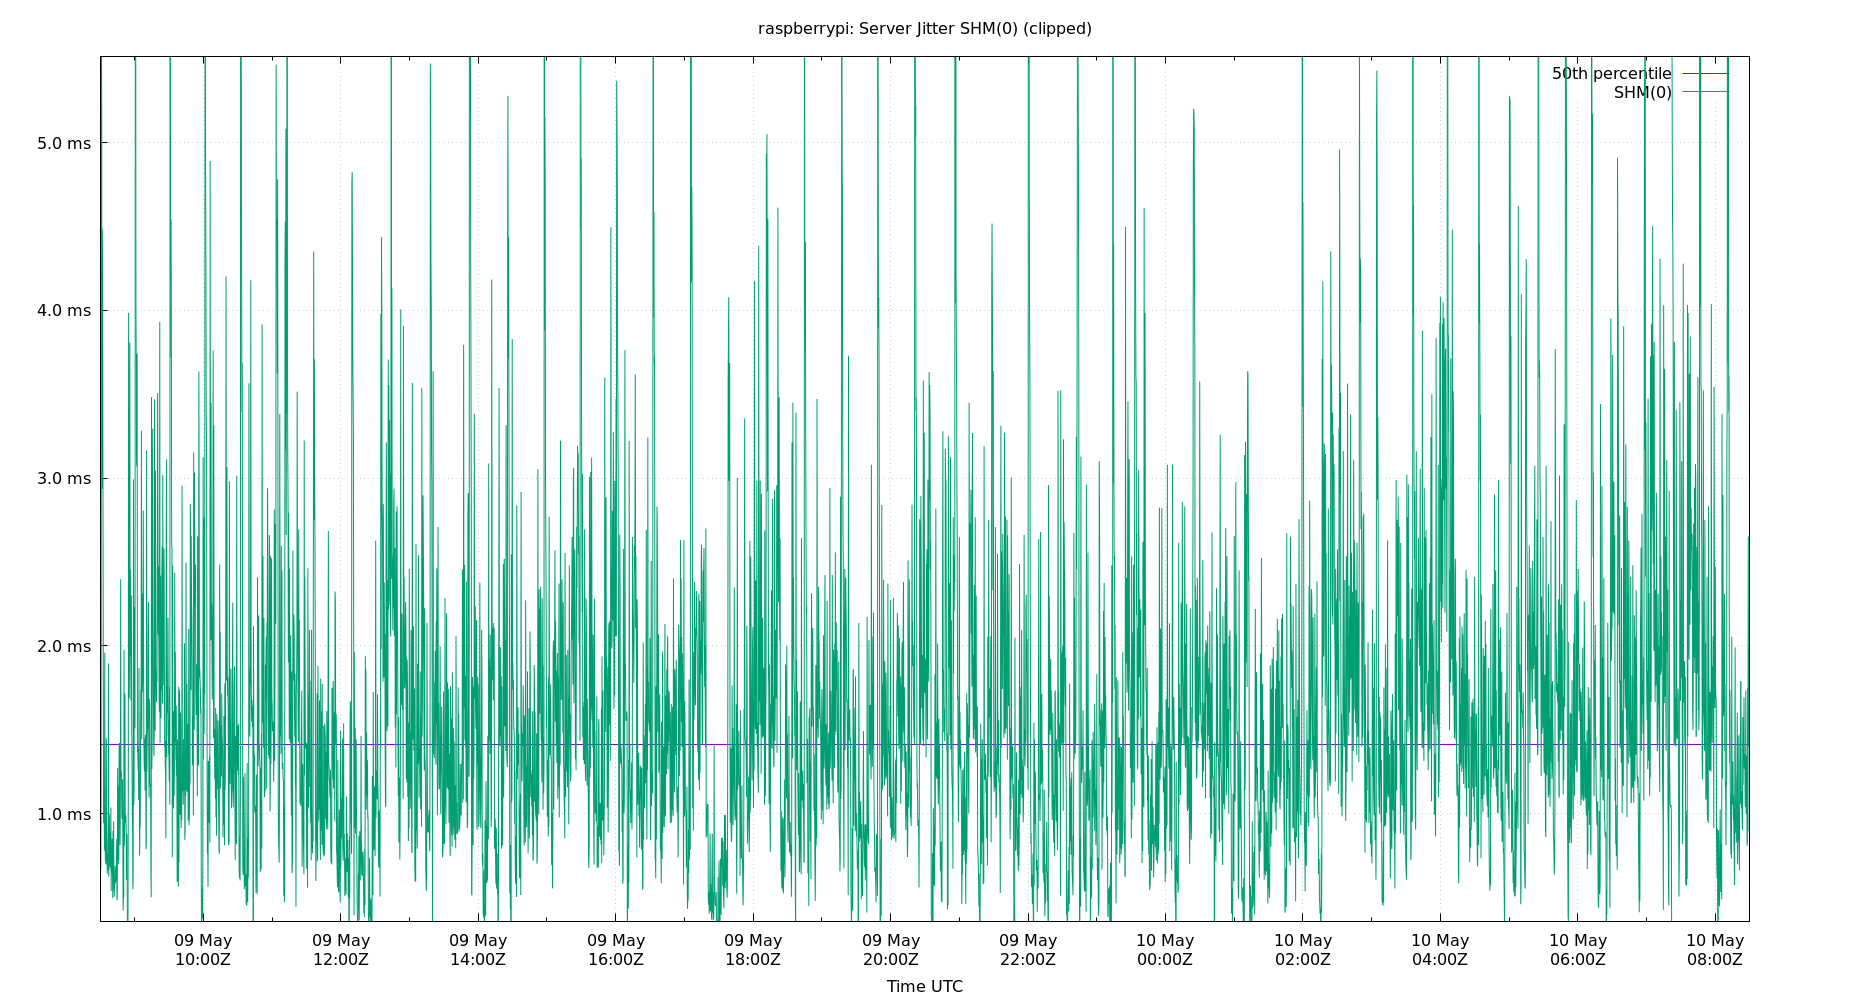 raspberrypi: Server Jitter SHM(0) (clipped)
50th percentile
SHM(0)
5.0 ms
4.0 ms
3.0 ms
2.0 ms
1.0 ms
09 May 09 May 09 May 09 May 09 May 09 May 09 May 10 May 10 May 10 May 10 May 10 May
10:00Z 12:00Z 14:00Z 16:00Z 18:00Z 20:00Z 22:00Z 00:00Z 02:00Z 04:00Z 06:00Z 08:00Z
Time UTC